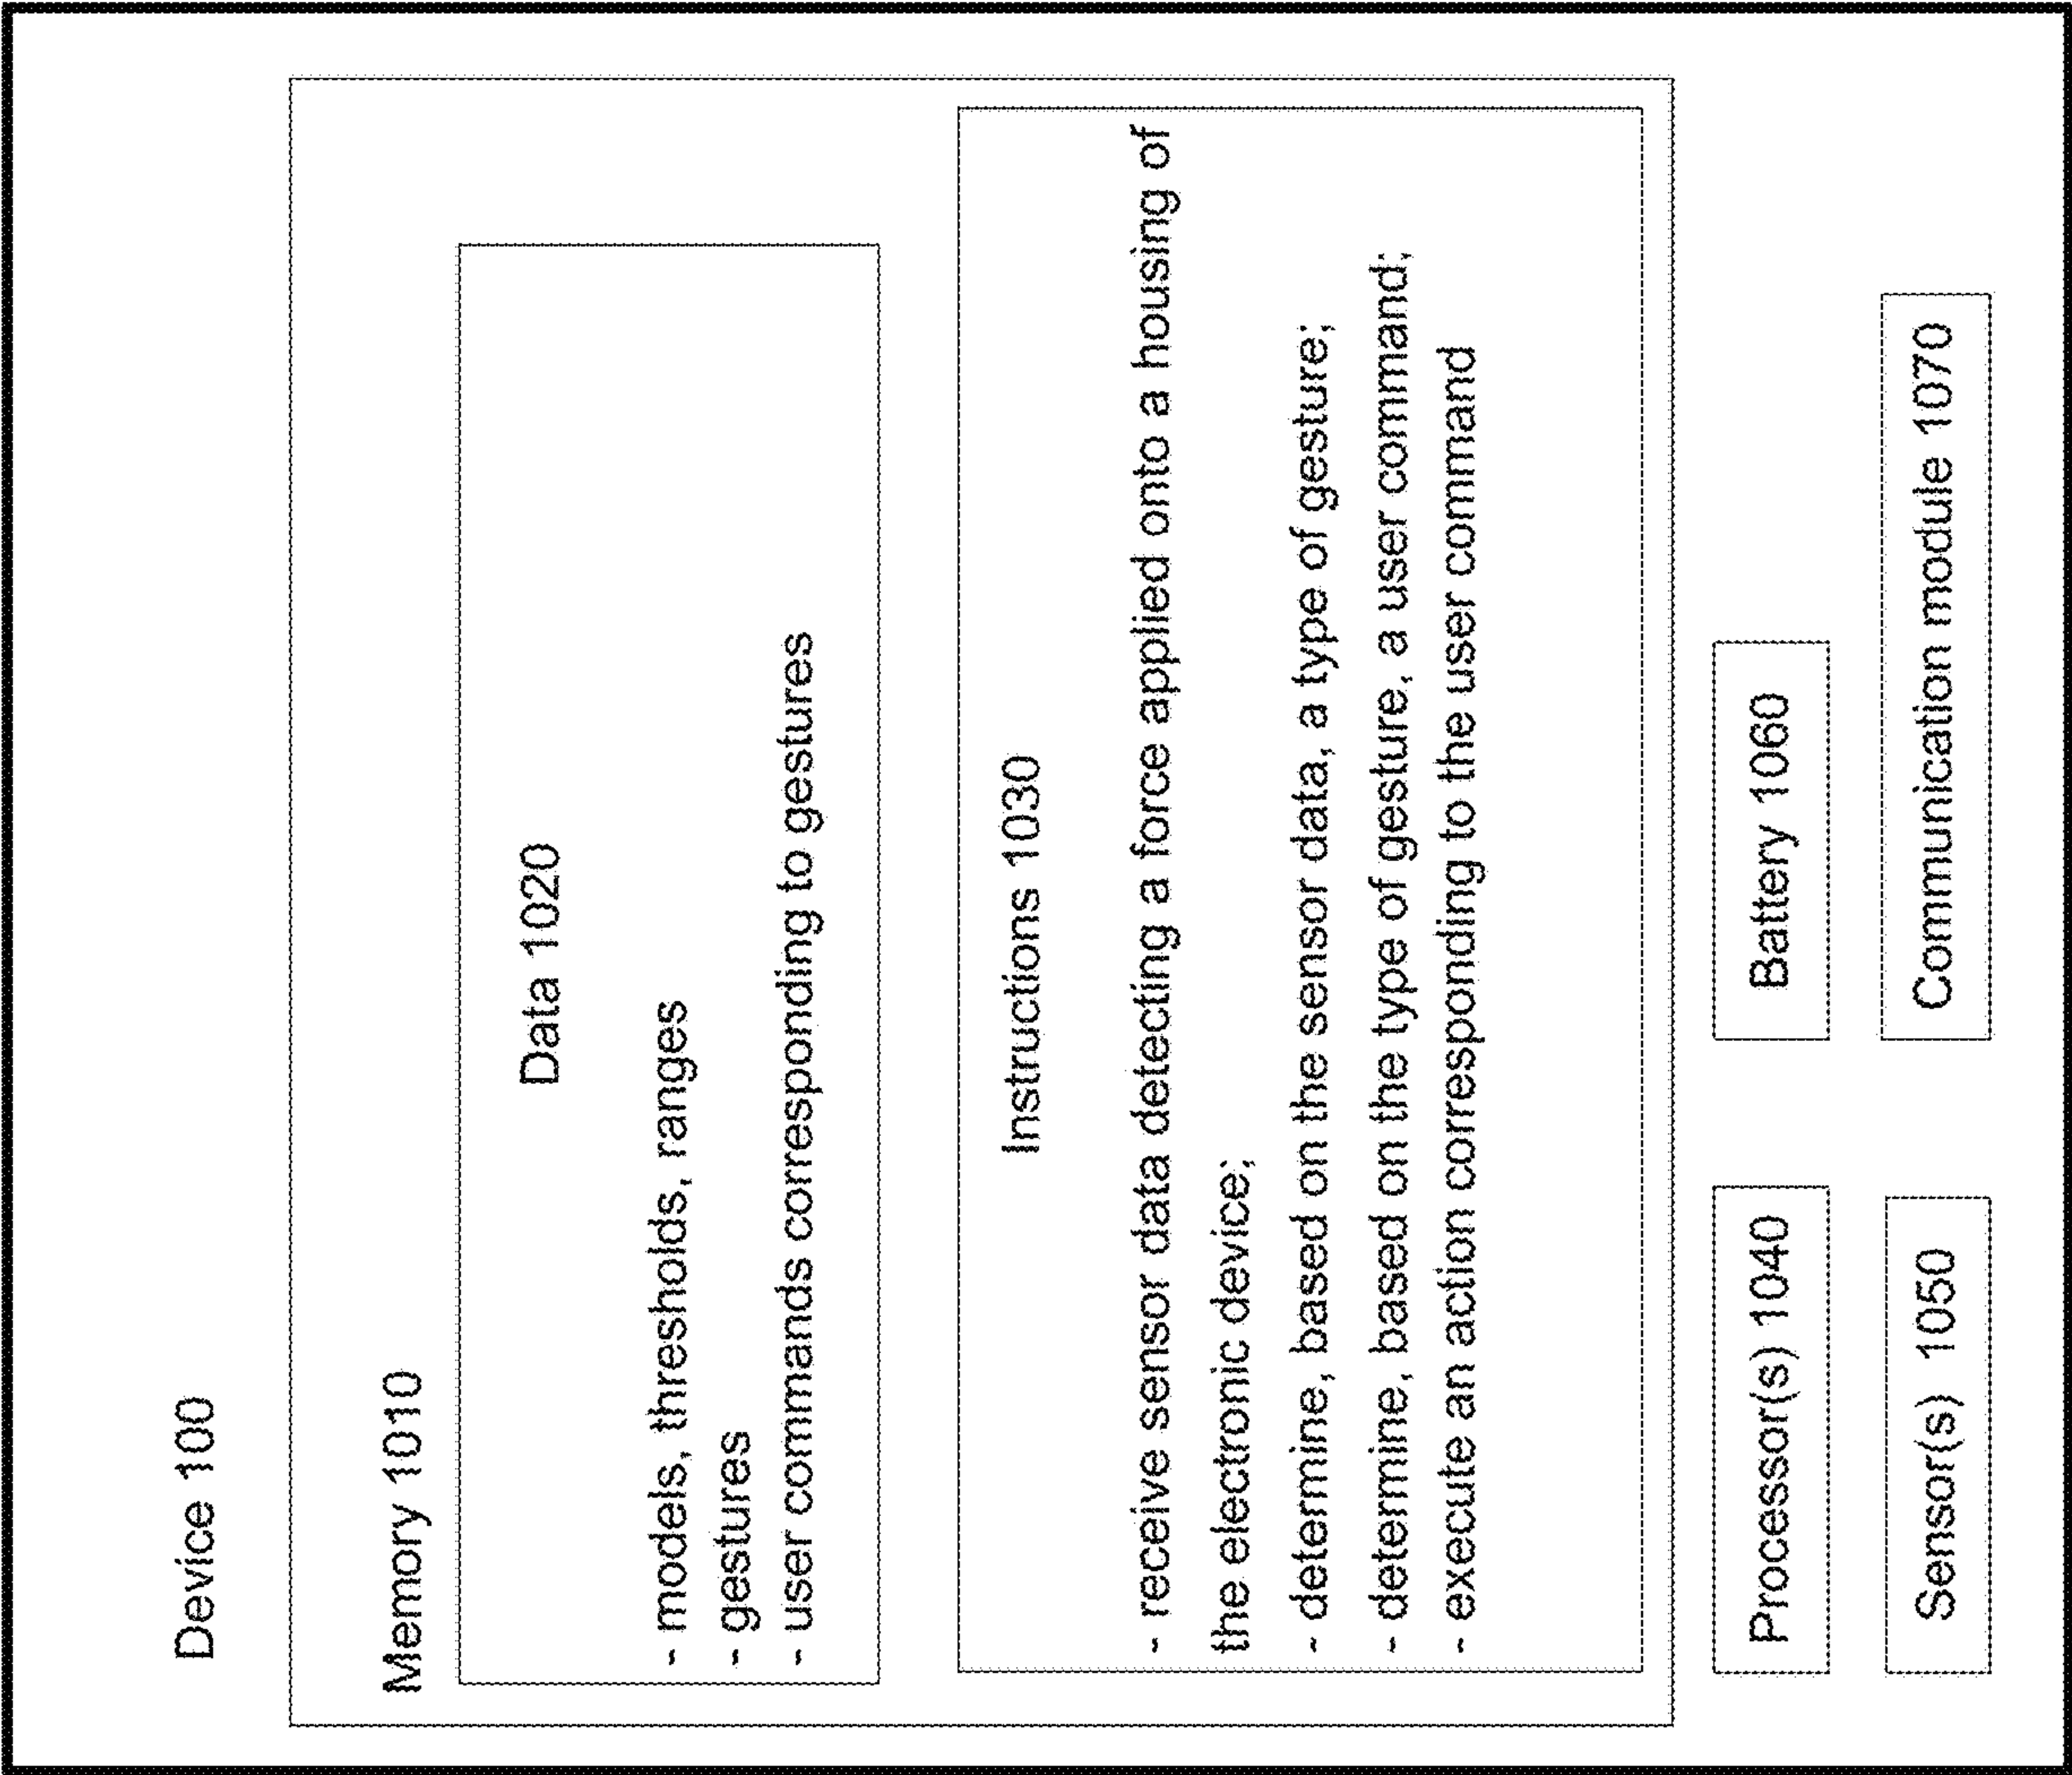 Device 100
Memory 1010
Data 1020
- models, thresholds, ranges
- gestures
- user commands corresponding to gestures
Instructions 1030
- receive sensor data detecting a force applied onto a housing of
the electronic device;
- determine, based on the sensor data, a type of gesture;
- determine, based on the type of gesture, a user command;
- execute an action corresponding to the user command
Processor(s) 1040
Battery 1060
Sensor(s) 1050
Communication module 1070